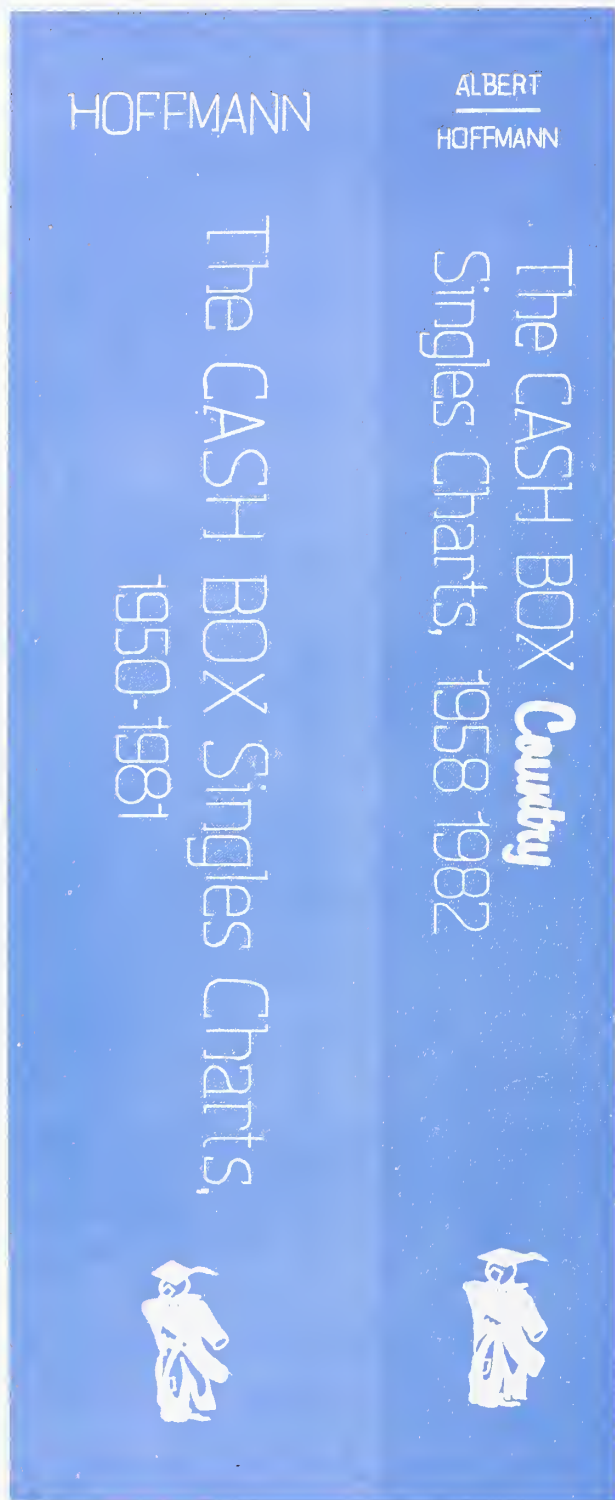 HOFFMANN
The CASH BOX Singles Charts,
1950-1981
ALBERT
HOFFMANN
The CASH BOX Country
Singles Charts, 1958 1982